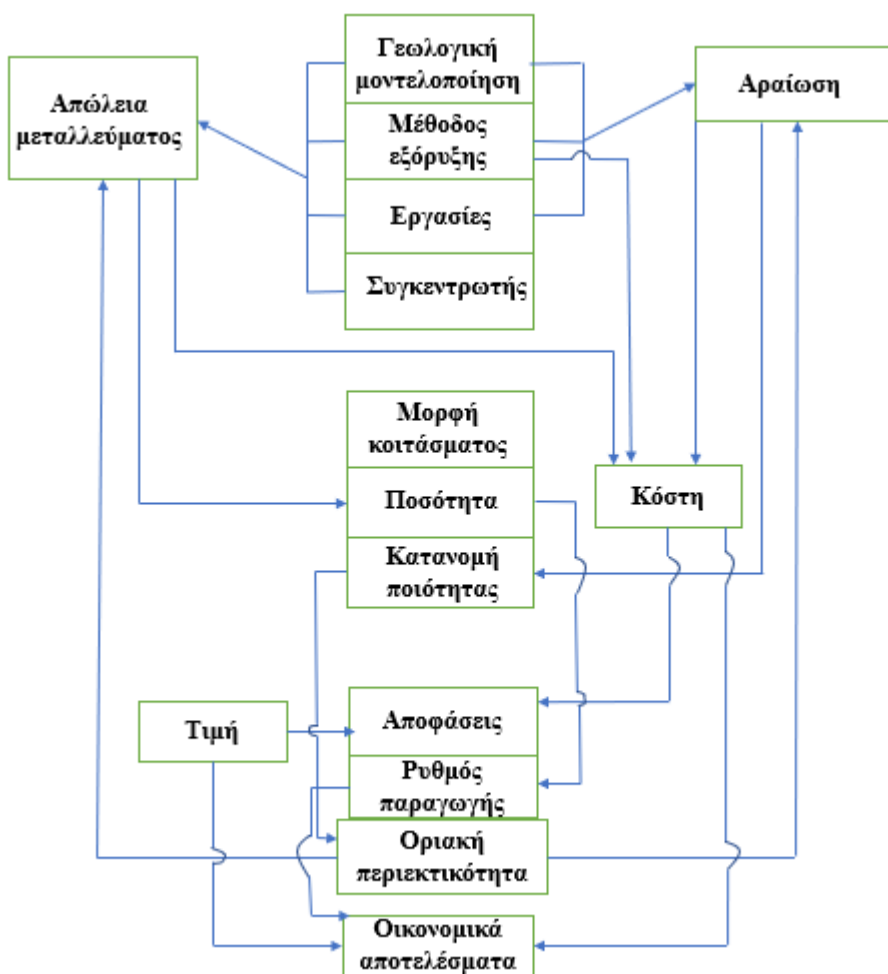 Γεωλογική
μοντελοποίηση
Απώλεια
μεταλλεύματος
Αραίωση
Μέθοδος
εξόρυξης
Εργασίες
Συγκεντρωτής
Μορφή
κοιτάσματος
Ποσότητα
Κόστη
Κατανομή
ποιότητας
Τιμή
Αποφάσεις
Ρυθμός
παραγωγής
Οριακή
περιεκτικότητα
Οικονομικά
αποτελέσματα